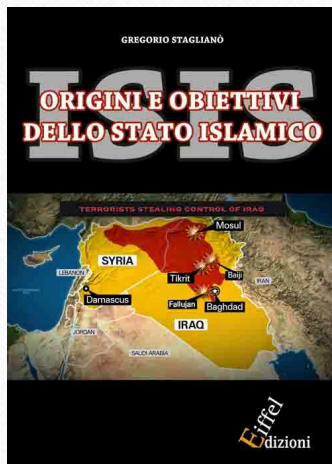 GREGORIO STAGLIANÒ
ISIS
ORIGINI E OBIETTIVI
DELLO STATO ISLAMICO
TERRORISTS STEALING CONTROL OF IRAQ
Mosul
SYRIA
LEBANON
Tikrit
Baiji
IRAN
Damascus
Fallujan
Baghdad
IRAQ
JORDAN
SAUDI ARABIA
Eiffel
Edizioni